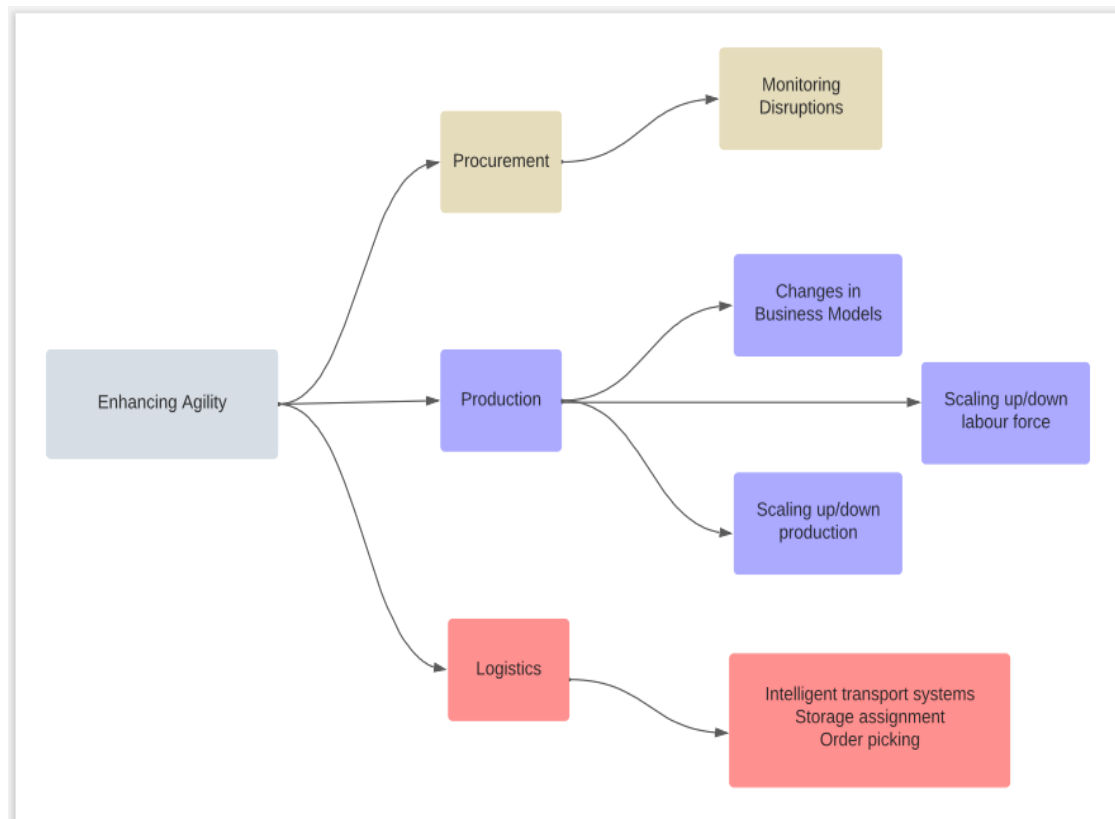 Monitoring
Disruptions
Procurement
Changes in
Business Models
Enhancing Agility
Production
Scaling up/down
labour force
Scaling up/down
production
Logistics
Intelligent transport systems
Storage assignment
Order picking